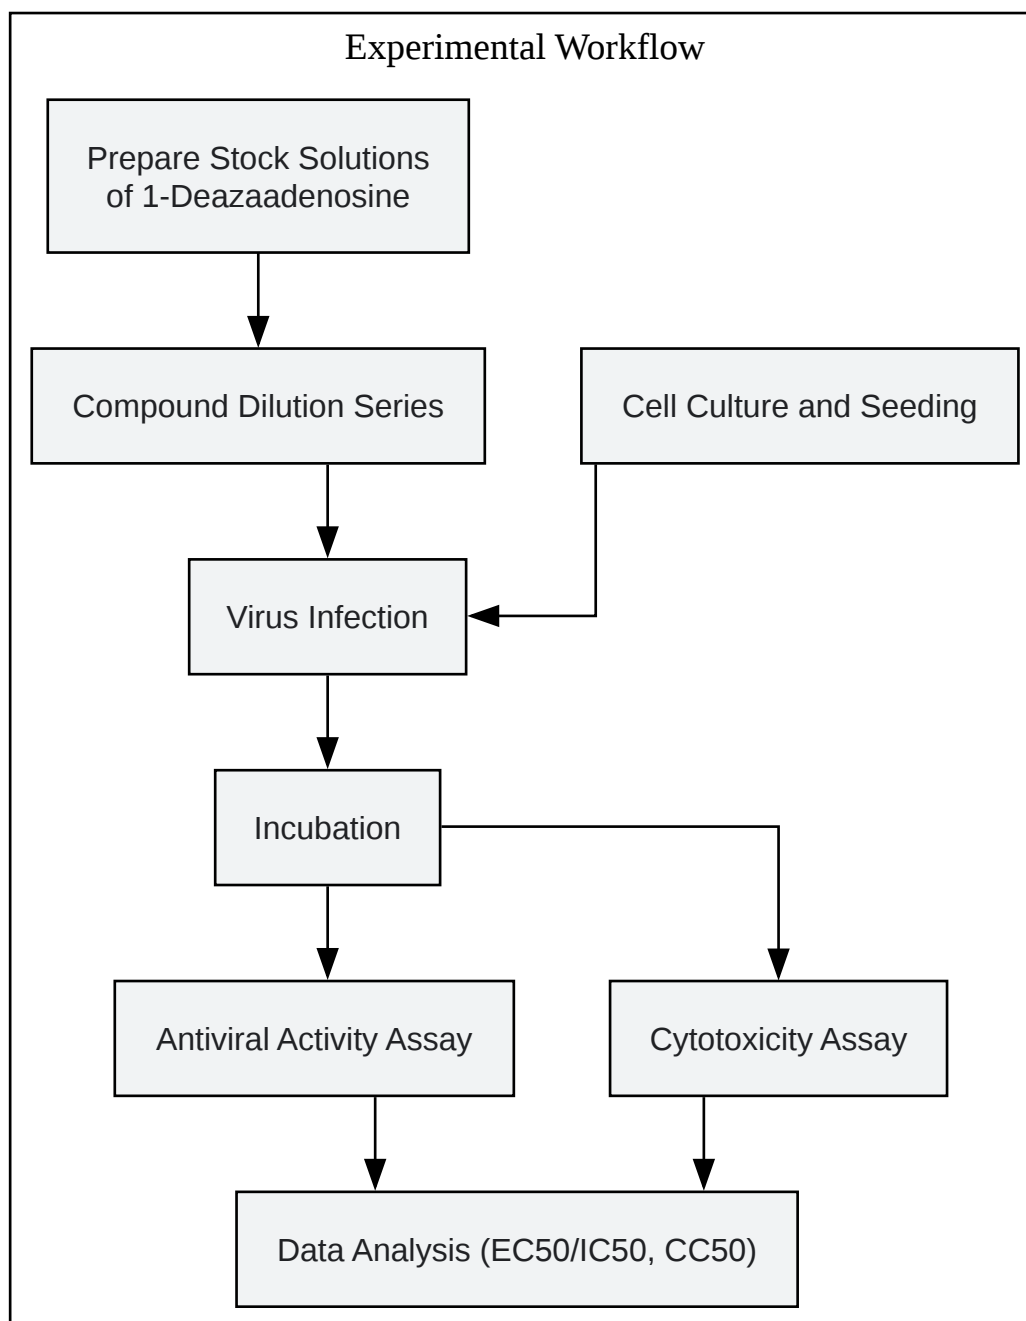 Experimental Workflow
Prepare Stock Solutions
of 1-Deazaadenosine
Compound Dilution Series
Cell Culture and Seeding
Virus Infection
Incubation
Antiviral Activity Assay
Cytotoxicity Assay
Data Analysis (EC50/IC50, CC50)